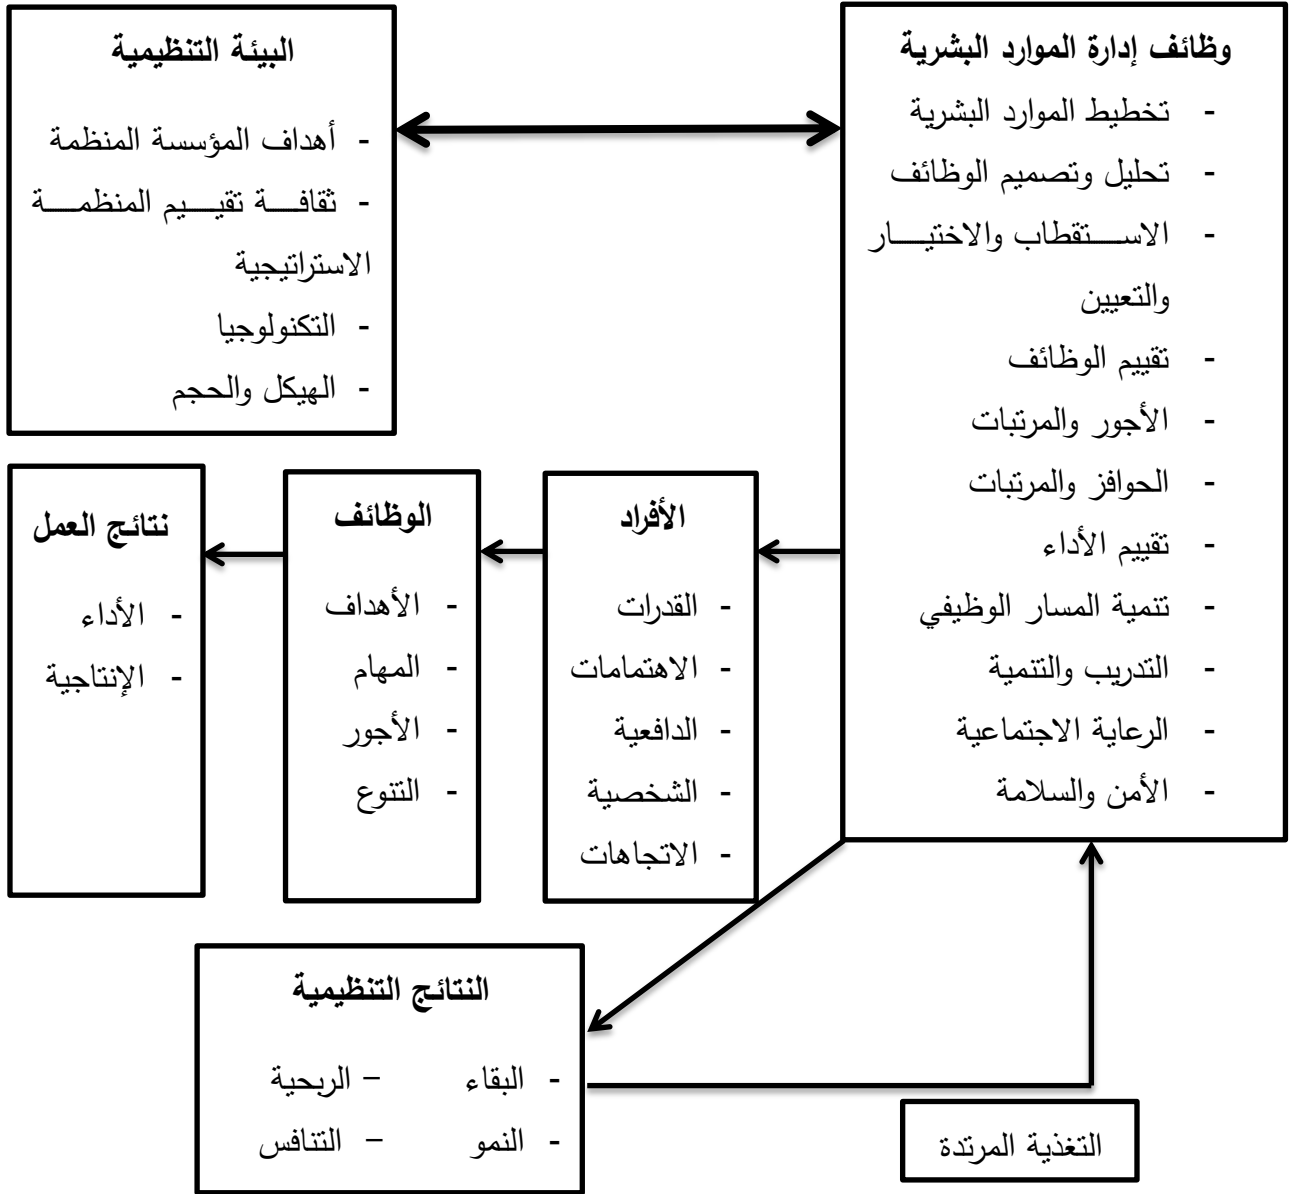 وظائف إدارة الموارد البشرية
- تخطيط الموارد البشرية
- تحليل وتصميم الوظائف
- الاستقطاب والاختيار
والتعيين
- تقييم الوظائف
- الأجور والمرتبات
- الحوافز والمرتبات
- تقييم الأداء
- تنمية المسار الوظيفي
- التدريب والتنمية
- الرعاية الاجتماعية
- الأمن والسلامة
البيئة التنظيمية
- أهداف المؤسسة المنظمة
- ثقافة تقييم المنظمة
الاستراتيجية
- التكنولوجيا
- الهيكل والحجم
الأفراد
- القدرات
- الاهتمامات
- الدافعية
- الشخصية
- الاتجاهات
الوظائف
- الأهداف
- المهام
- الأجور
- التنوع
نتائج العمل
- الأداء
- الإنتاجية
النتائج التنظيمية
- البقاء – الربحية
- النمو – التنافس
التغذية المرتدة